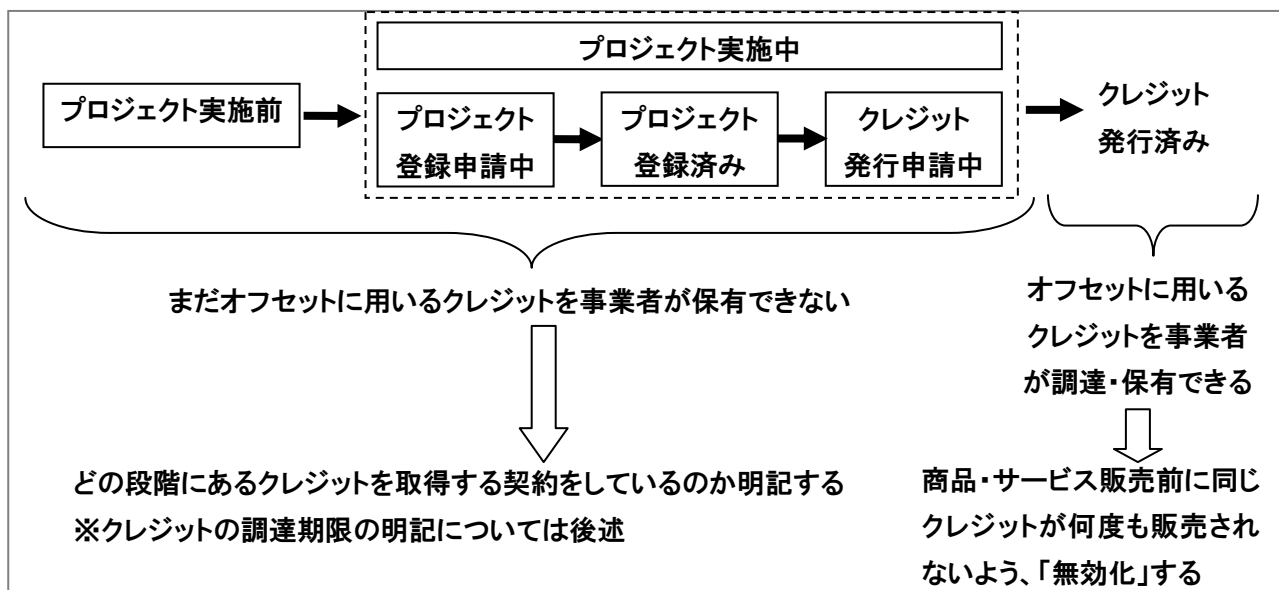 プロジェクト実施中
プロジェクト実施前
プロジェクト
登録申請中
プロジェクト
登録済み
クレジット
発行申請中
クレジット
発行済み
まだオフセットに用いるクレジットを事業者が保有できない
オフセットに用いる
クレジットを事業者
が調達・保有できる
どの段階にあるクレジットを取得する契約をしているのか明記する
※クレジットの調達期限の明記については後述
商品・サービス販売前に同じ
クレジットが何度も販売され
ないよう、「無効化」する